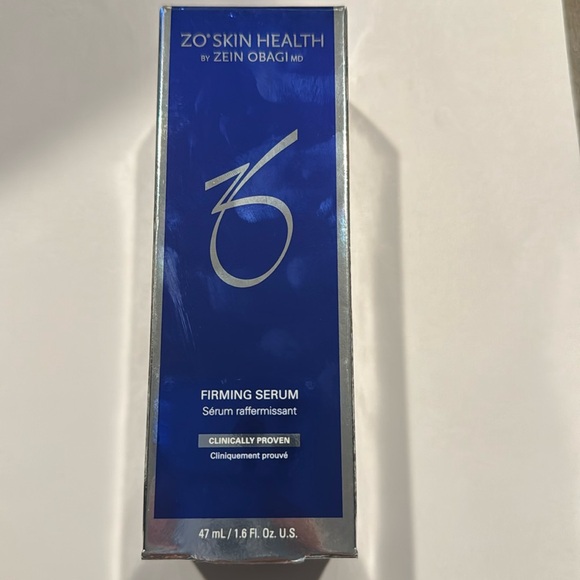 ZO® SKIN HEALTH
BY ZEIN OBAGI MD
FIRMING SERUM
Sérum raffermissant
CLINICALLY PROVEN
Cliniquement prouvé
47 mL / 1.6 Fl. Oz. U.S.